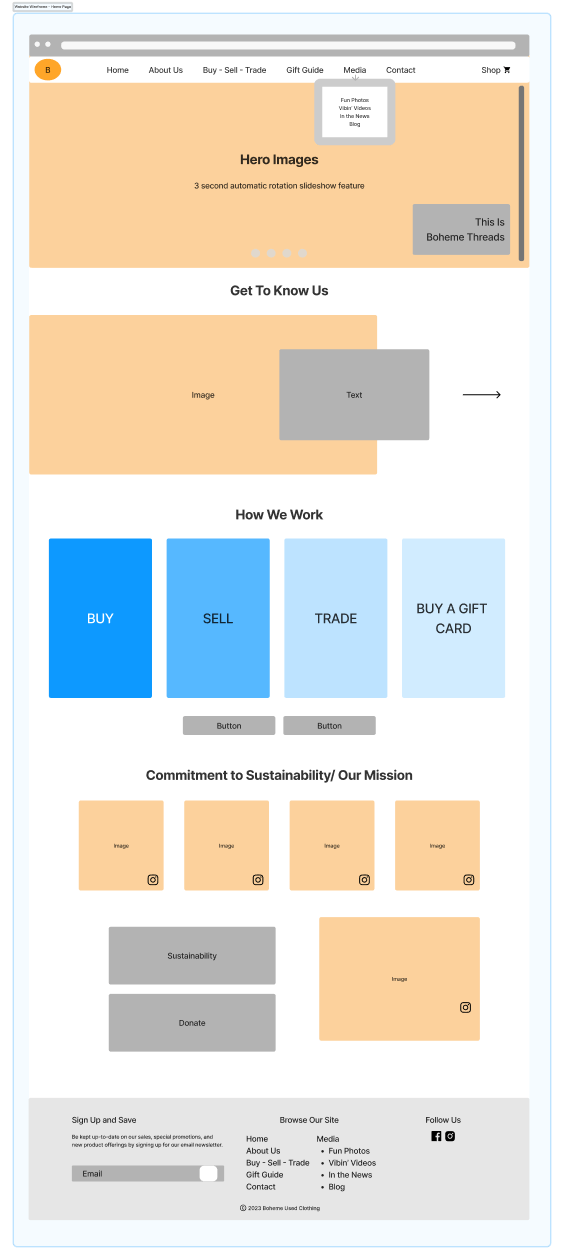 Website Wireframe - Home Page
B
Home About Us Buy - Sell - Trade Gift Guide Media Contact Shop
Fun Photos
Vibin' Videos
In the News
Blog
Hero Images
3 second automatic rotation slideshow feature
This Is
Boheme Threads
Get To Know Us
Image
Text
How We Work
BUY
SELL
TRADE
BUY A GIFT
CARD
Button
Button
Commitment to Sustainability/ Our Mission
Image
Image
Image
Image
Sustainability
Donate
Image
Sign Up and Save
Be kept up-to-date on our sales, special promotions, and
new product offerings by signing up for our email newsletter.
Email
Browse Our Site
Home
About Us
Buy - Sell - Trade
Gift Guide
Contact
Media
• Fun Photos
• Vibin' Videos
• In the News
• Blog
Follow Us
© 2023 Boheme Used Clothing